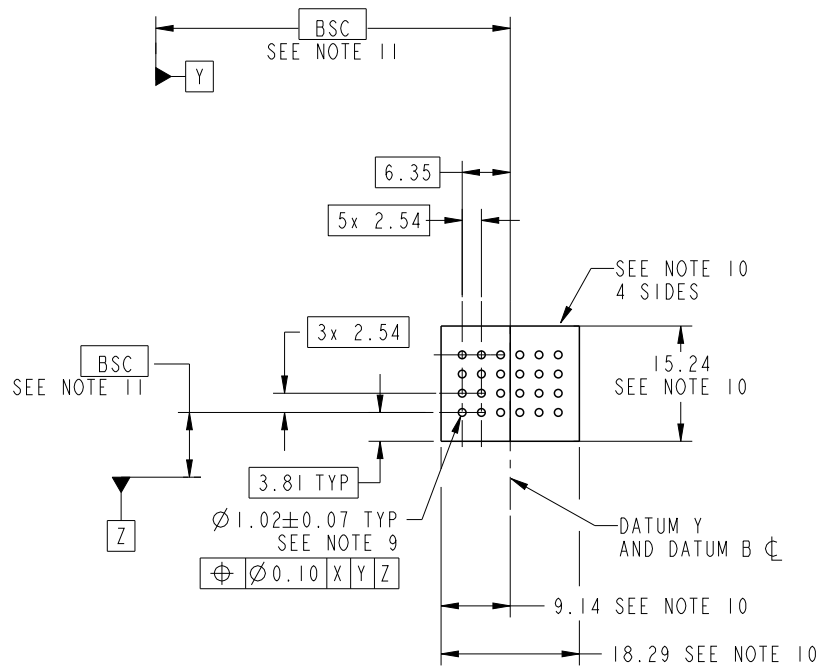 BSC
SEE NOTE 11
Y
6.35
5x 2.54
SEE NOTE 10
4 SIDES
3x 2.54
BSC
SEE NOTE 11
15.24
SEE NOTE 10
3.81 TYP
Z
Ø1.02±0.07 TYP
SEE NOTE 9
⌖ Ø0.10 X Y Z
DATUM Y
AND DATUM B ℄
9.14 SEE NOTE 10
18.29 SEE NOTE 10